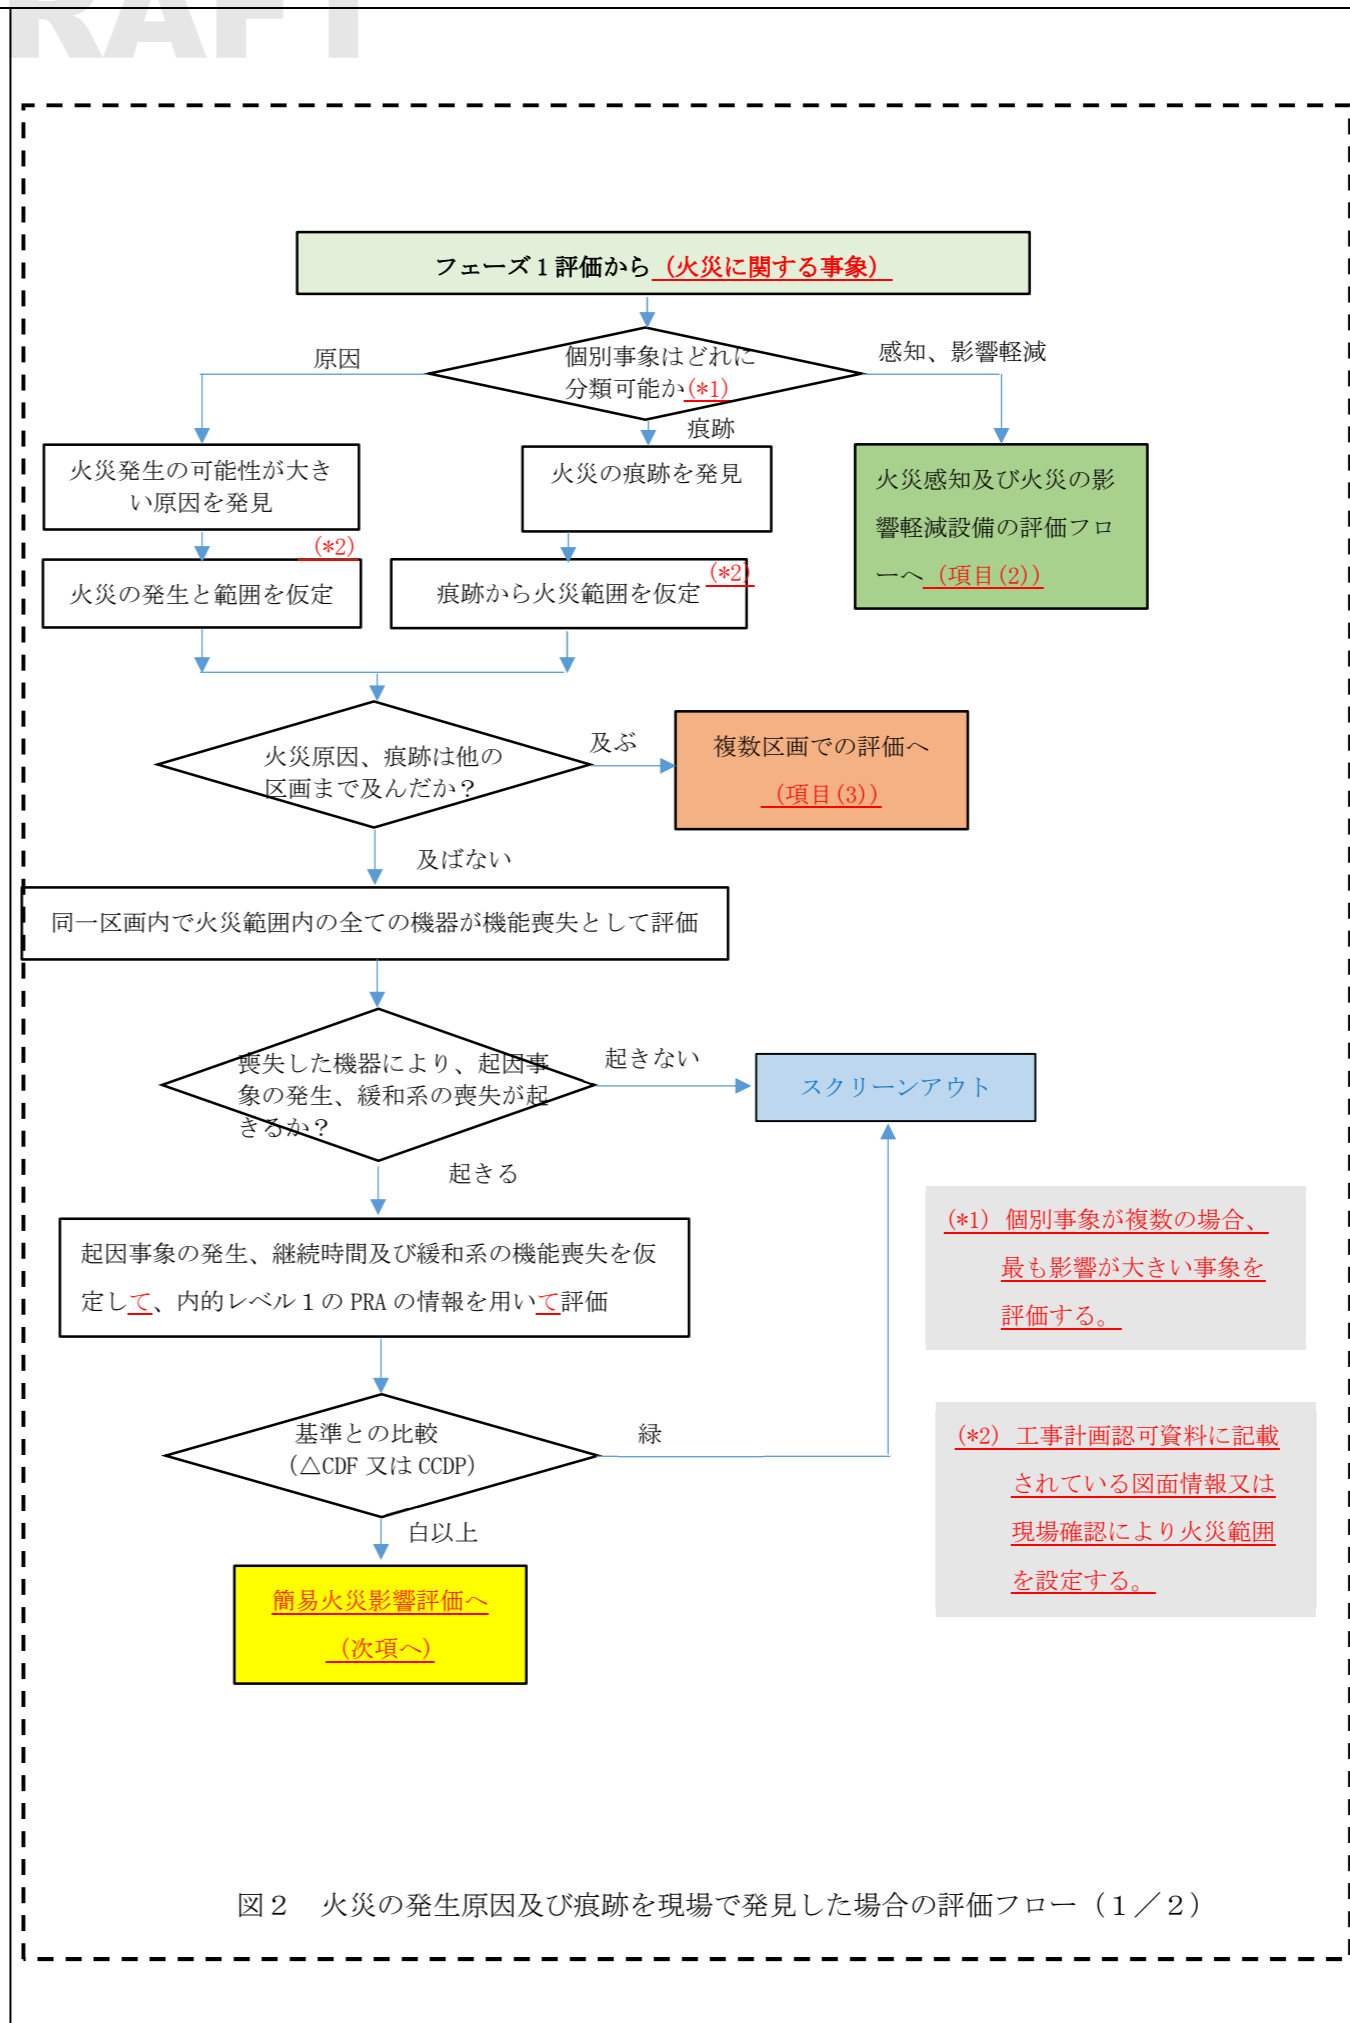 RAFT
フェーズ１評価から（火災に関する事象）
個別事象はどれに
分類可能か(*1)
原因
感知、影響軽減
痕跡
火災発生の可能性が大き
い原因を発見
火災の痕跡を発見
火災感知及び火災の影
響軽減設備の評価フロ
ーへ（項目(2)）
(*2)
火災の発生と範囲を仮定
(*2)
痕跡から火災範囲を仮定
火災原因、痕跡は他の
区画まで及んだか？
及ぶ
複数区画での評価へ
（項目(3)）
及ばない
同一区画内で火災範囲内の全ての機器が機能喪失として評価
喪失した機器により、起因事
象の発生、緩和系の喪失が起
きるか？
起きない
スクリーンアウト
起きる
起因事象の発生、継続時間及び緩和系の機能喪失を仮
定して、内的レベル１の PRA の情報を用いて評価
(*1) 個別事象が複数の場合、
最も影響が大きい事象を
評価する。
基準との比較
（△CDF 又は CCDP）
緑
白以上
(*2) 工事計画認可資料に記載
されている図面情報又は
現場確認により火災範囲
を設定する。
簡易火災影響評価へ
（次項へ）
図２　火災の発生原因及び痕跡を現場で発見した場合の評価フロー（１／２）